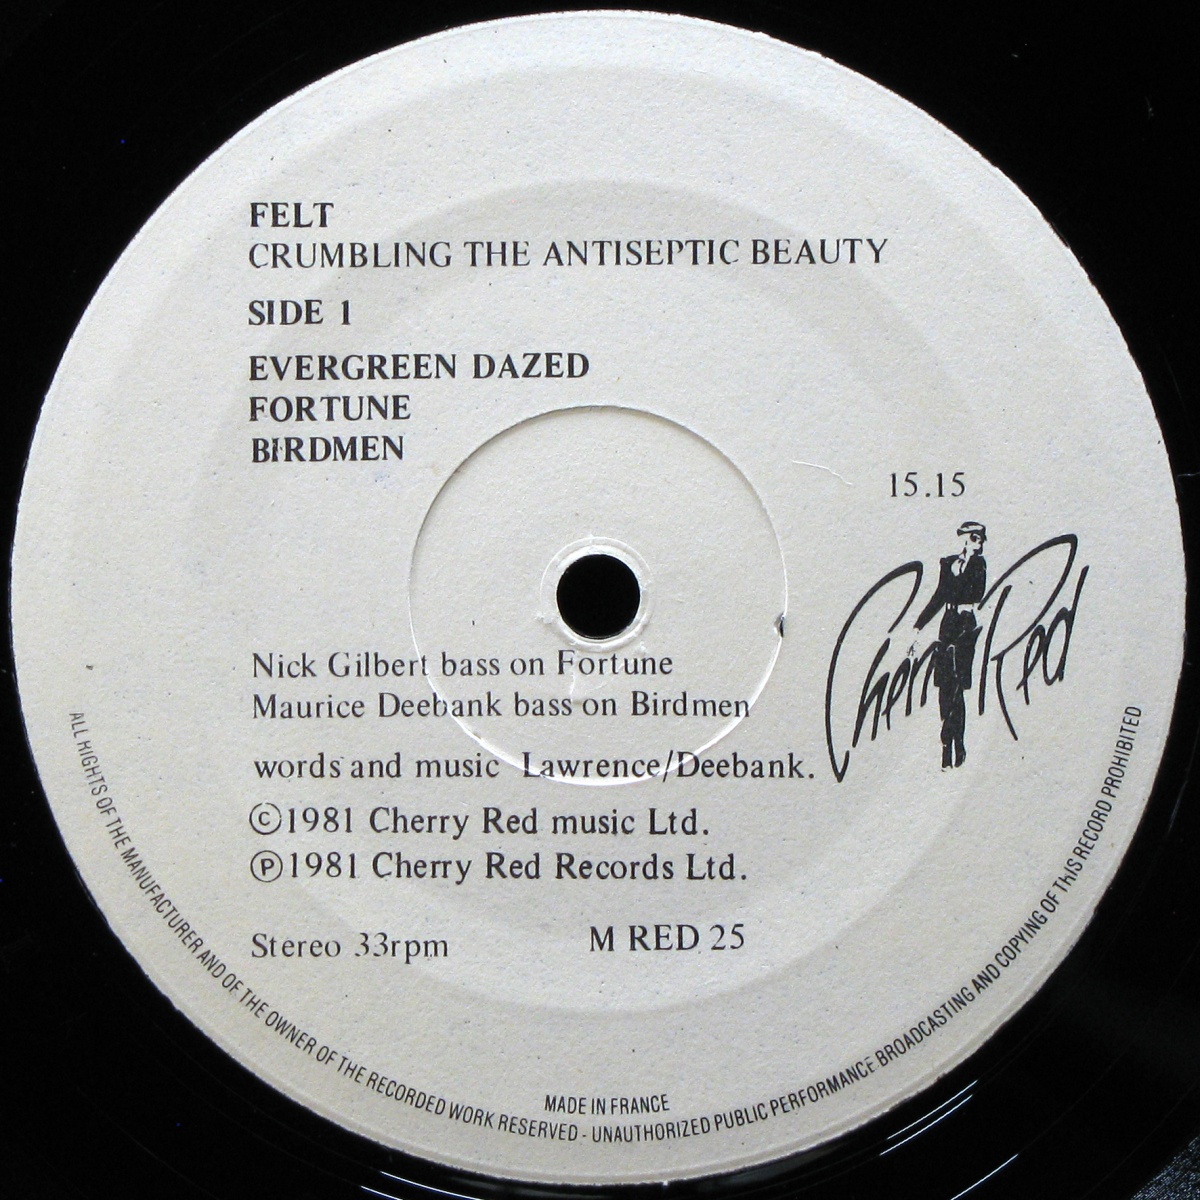 FELT
CRUMBLING THE ANTISEPTIC BEAUTY
SIDE 1
EVERGREEN DAZED
FORTUNE
BIRDMEN
15.15
Cherry Red
Nick Gilbert bass on Fortune
Maurice Deebank bass on Birdmen
words and music Lawrence/Deebank.
©1981 Cherry Red music Ltd.
℗1981 Cherry Red Records Ltd.
Stereo 33rpm
M RED 25
MADE IN FRANCE
ALL RIGHTS OF THE MANUFACTURER AND OF THE OWNER OF THE RECORDED WORK RESERVED - UNAUTHORIZED PUBLIC PERFORMANCE BROADCASTING AND COPYING OF THIS RECORD PROHIBITED